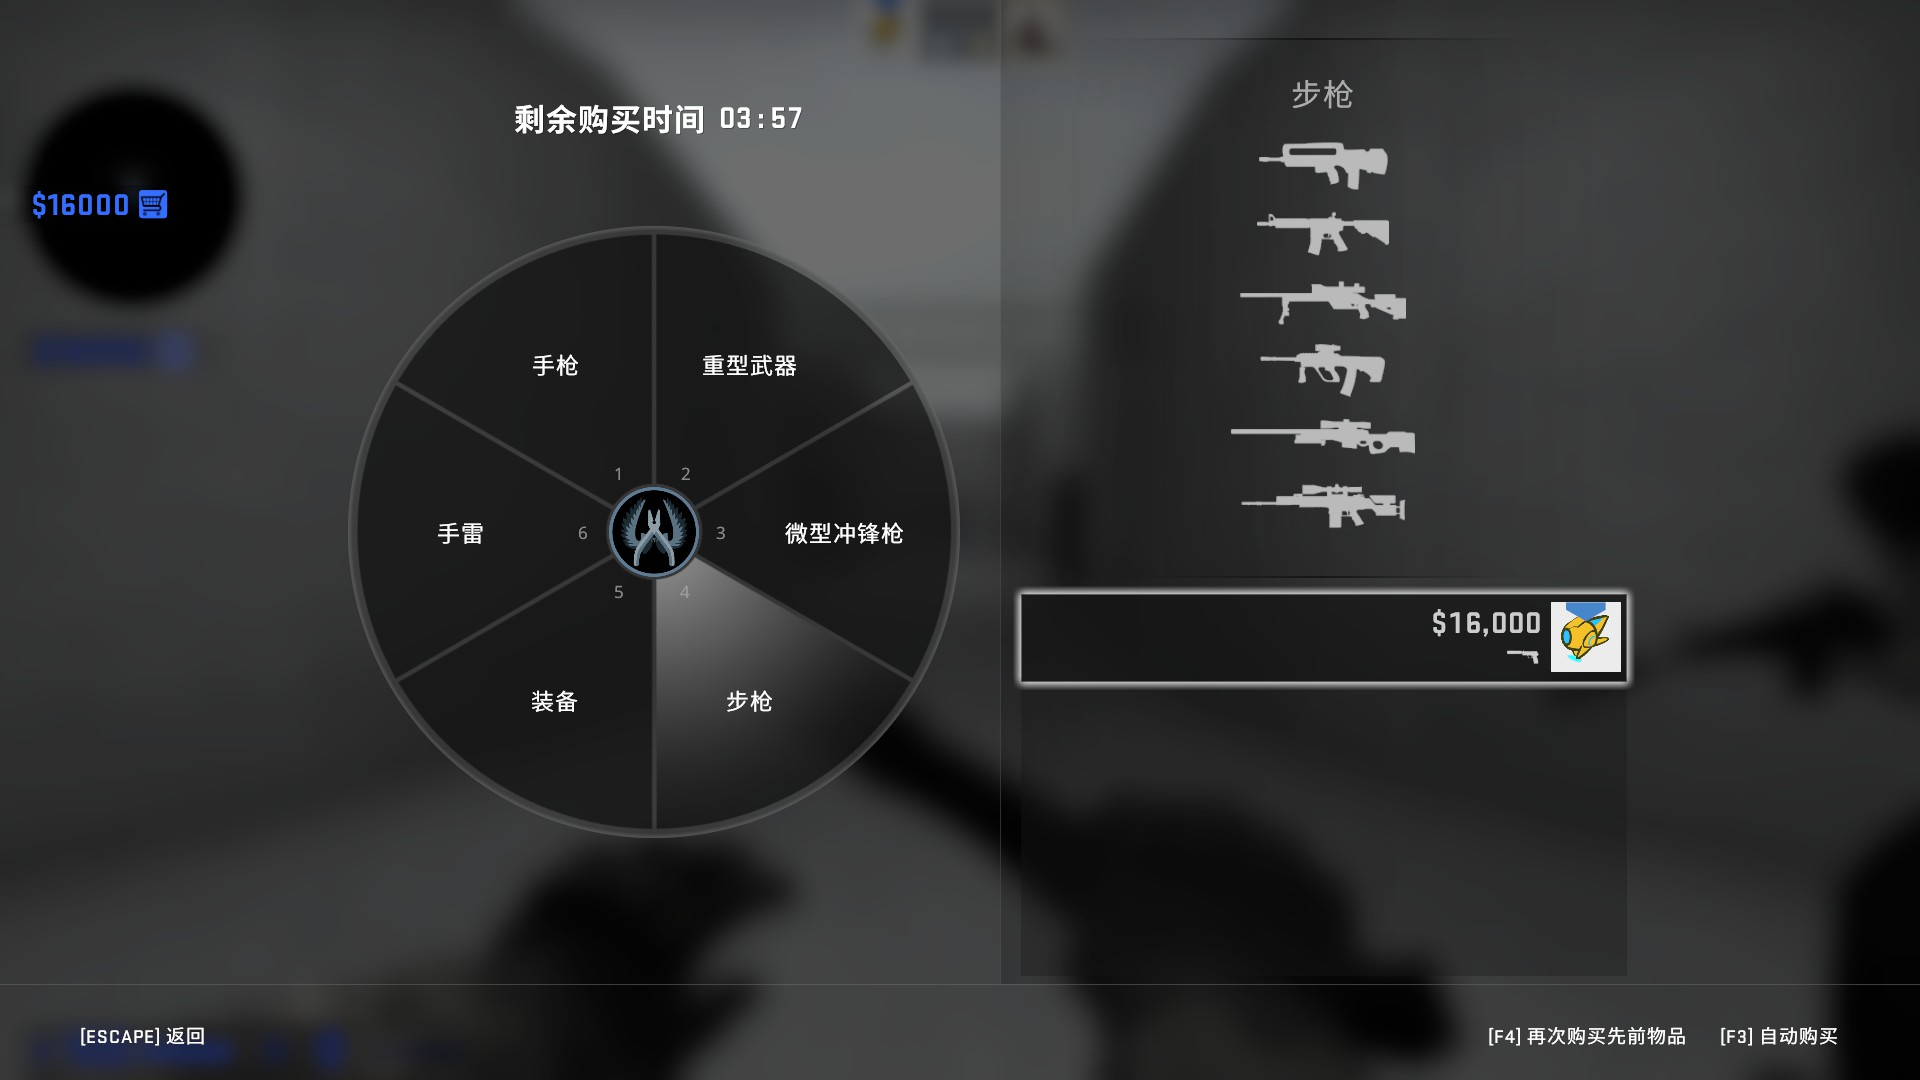 剩余购买时间 03:57
步枪
$16000
手枪
重型武器
1
2
手雷
6
3
微型冲锋枪
5
4
装备
步枪
$16,000
[ESCAPE] 返回
[F4] 再次购买先前物品
[F3] 自动购买